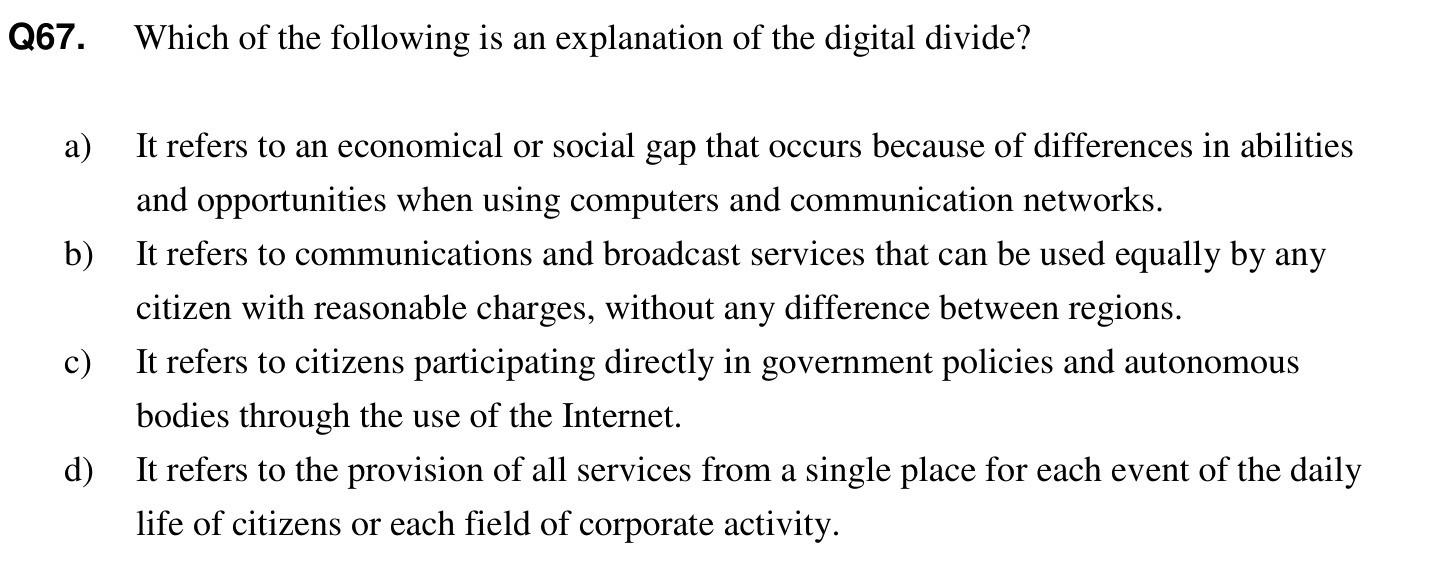 Q67. Which of the following is an explanation of the digital divide?
a) It refers to an economical or social gap that occurs because of differences in abilities
and opportunities when using computers and communication networks.
b) It refers to communications and broadcast services that can be used equally by any
citizen with reasonable charges, without any difference between regions.
c) It refers to citizens participating directly in government policies and autonomous
bodies through the use of the Internet.
d) It refers to the provision of all services from a single place for each event of the daily
life of citizens or each field of corporate activity.